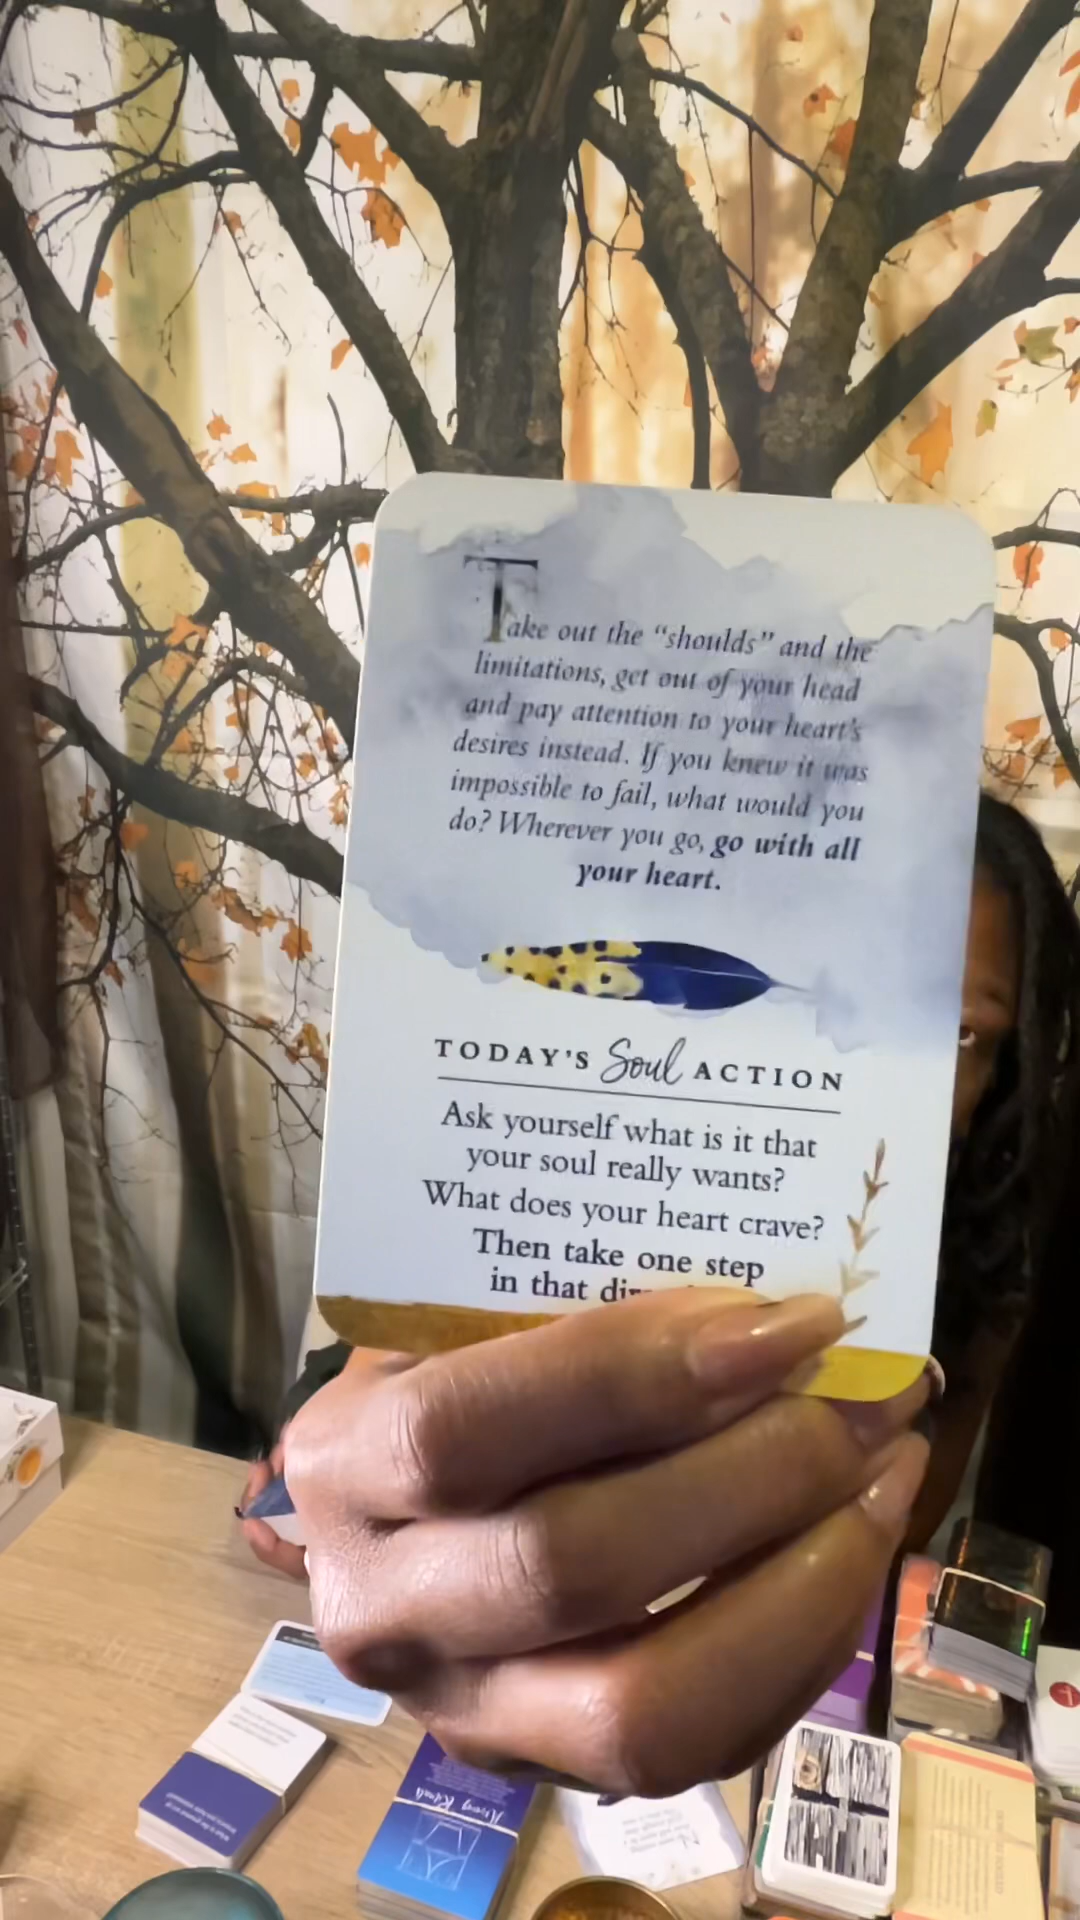 Take out the “shoulds” and the
limitations, get out of your head
and pay attention to your heart's
desires instead. If you knew it was
impossible to fail, what would you
do? Wherever you go, go with all
your heart.
TODAY'S Soul ACTION
Ask yourself what is it that
your soul really wants?
What does your heart crave?
Then take one step
in that